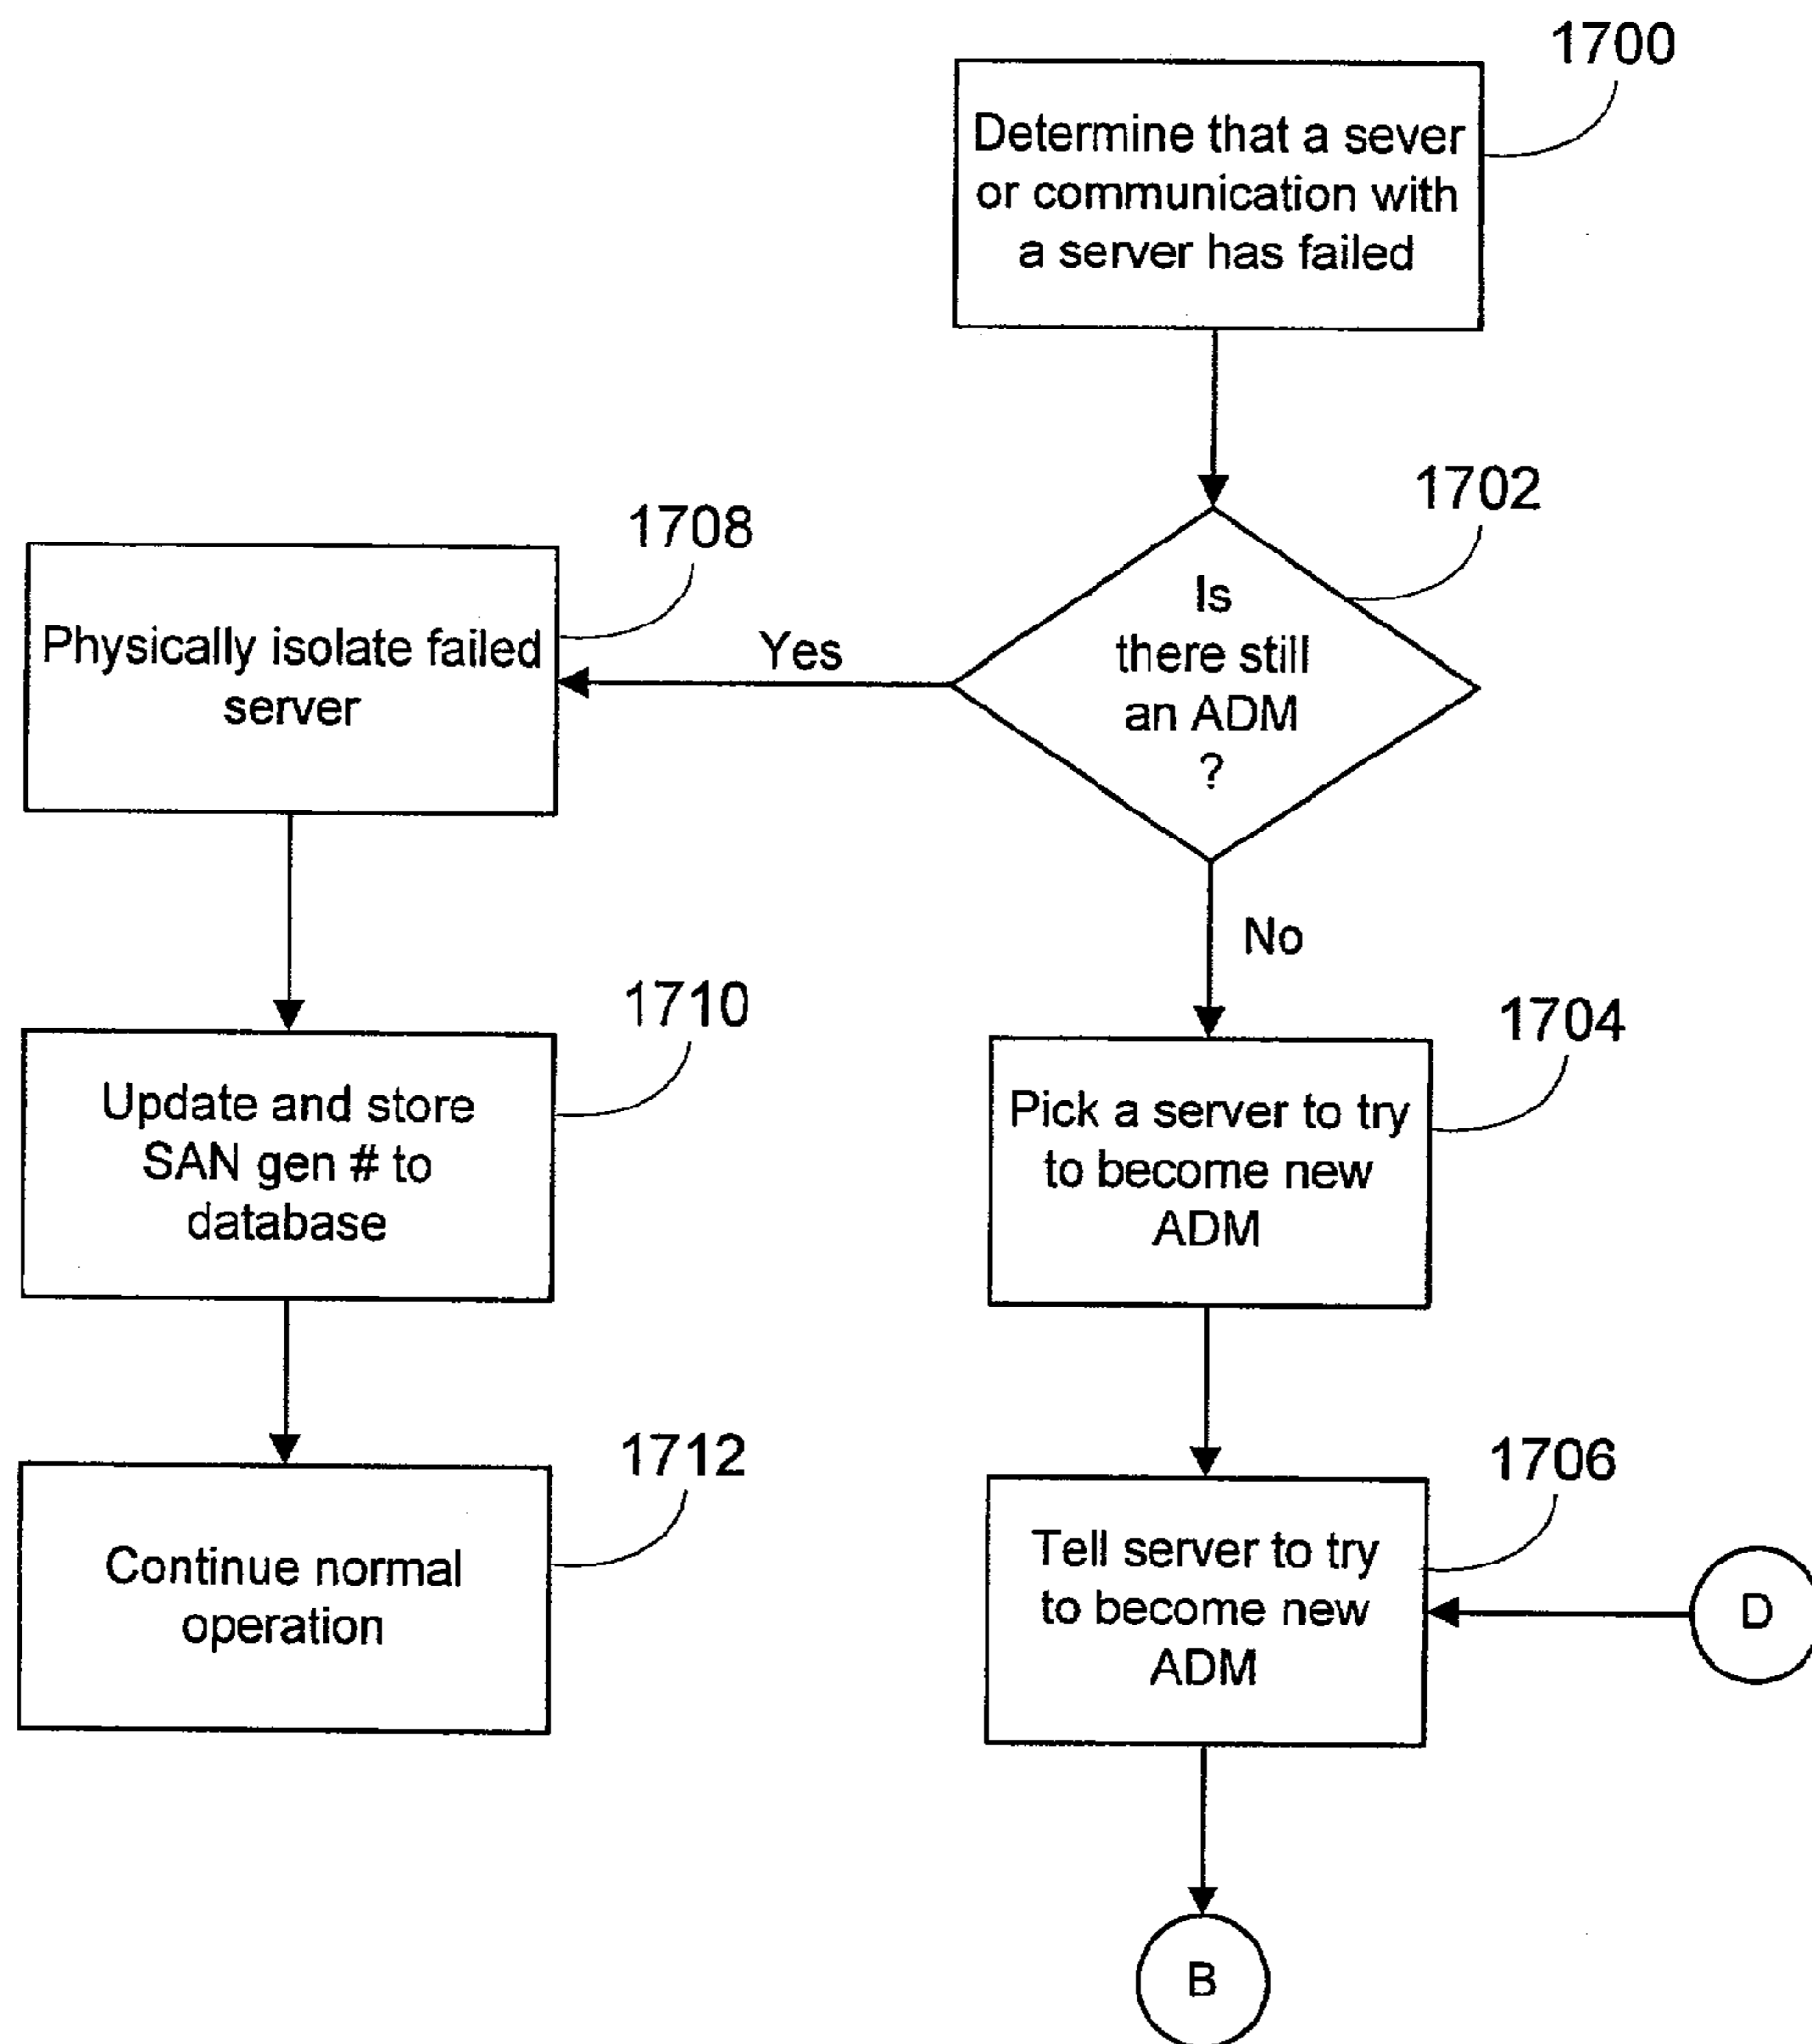 1700
Determine that a sever
or communication with
a server has failed
1702
Is
there still
an ADM
?
Yes
1708
Physically isolate failed
server
No
1710
Update and store
SAN gen # to
database
1704
Pick a server to try
to become new
ADM
1712
Continue normal
operation
1706
Tell server to try
to become new
ADM
D
B